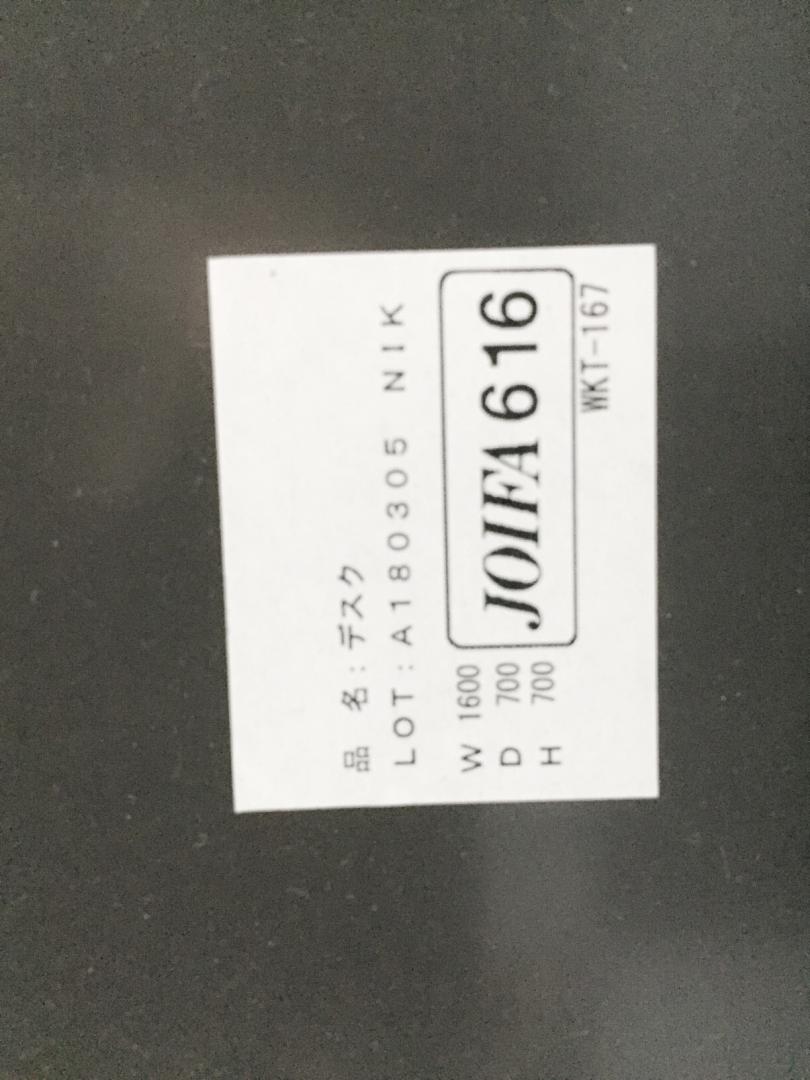 品　名：デスク
LOT：A180305　NIK
W 1600
D 700
H 700
JOIFA 616
WKT-167